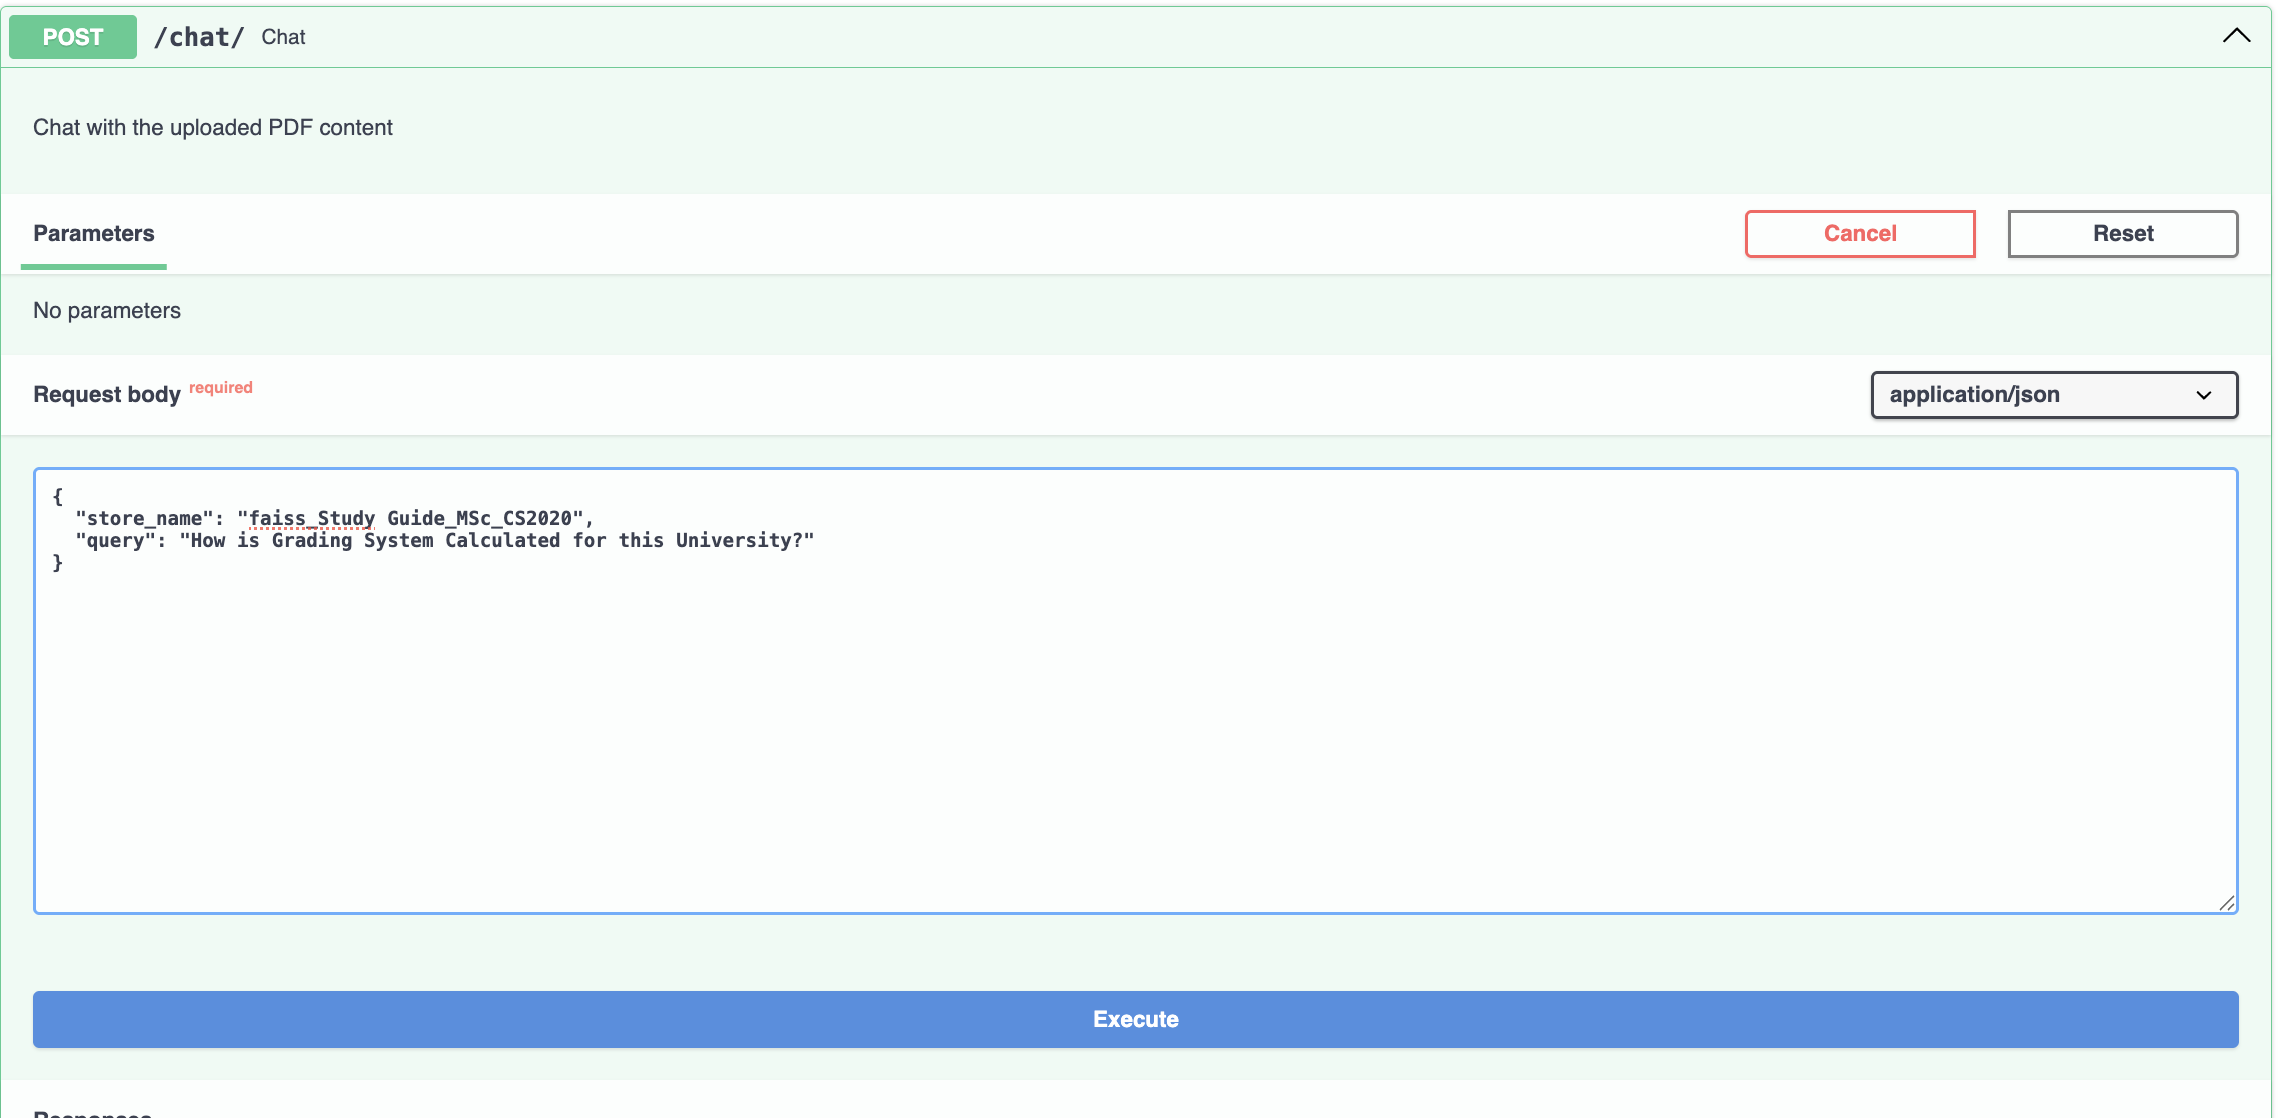 POST /chat/ Chat
Chat with the uploaded PDF content
Parameters
Cancel
Reset
No parameters
Request body required
application/json
{
  "store_name": "faiss_Study Guide_MSc_CS2020",
  "query": "How is Grading System Calculated for this University?"
}
Execute
Responses